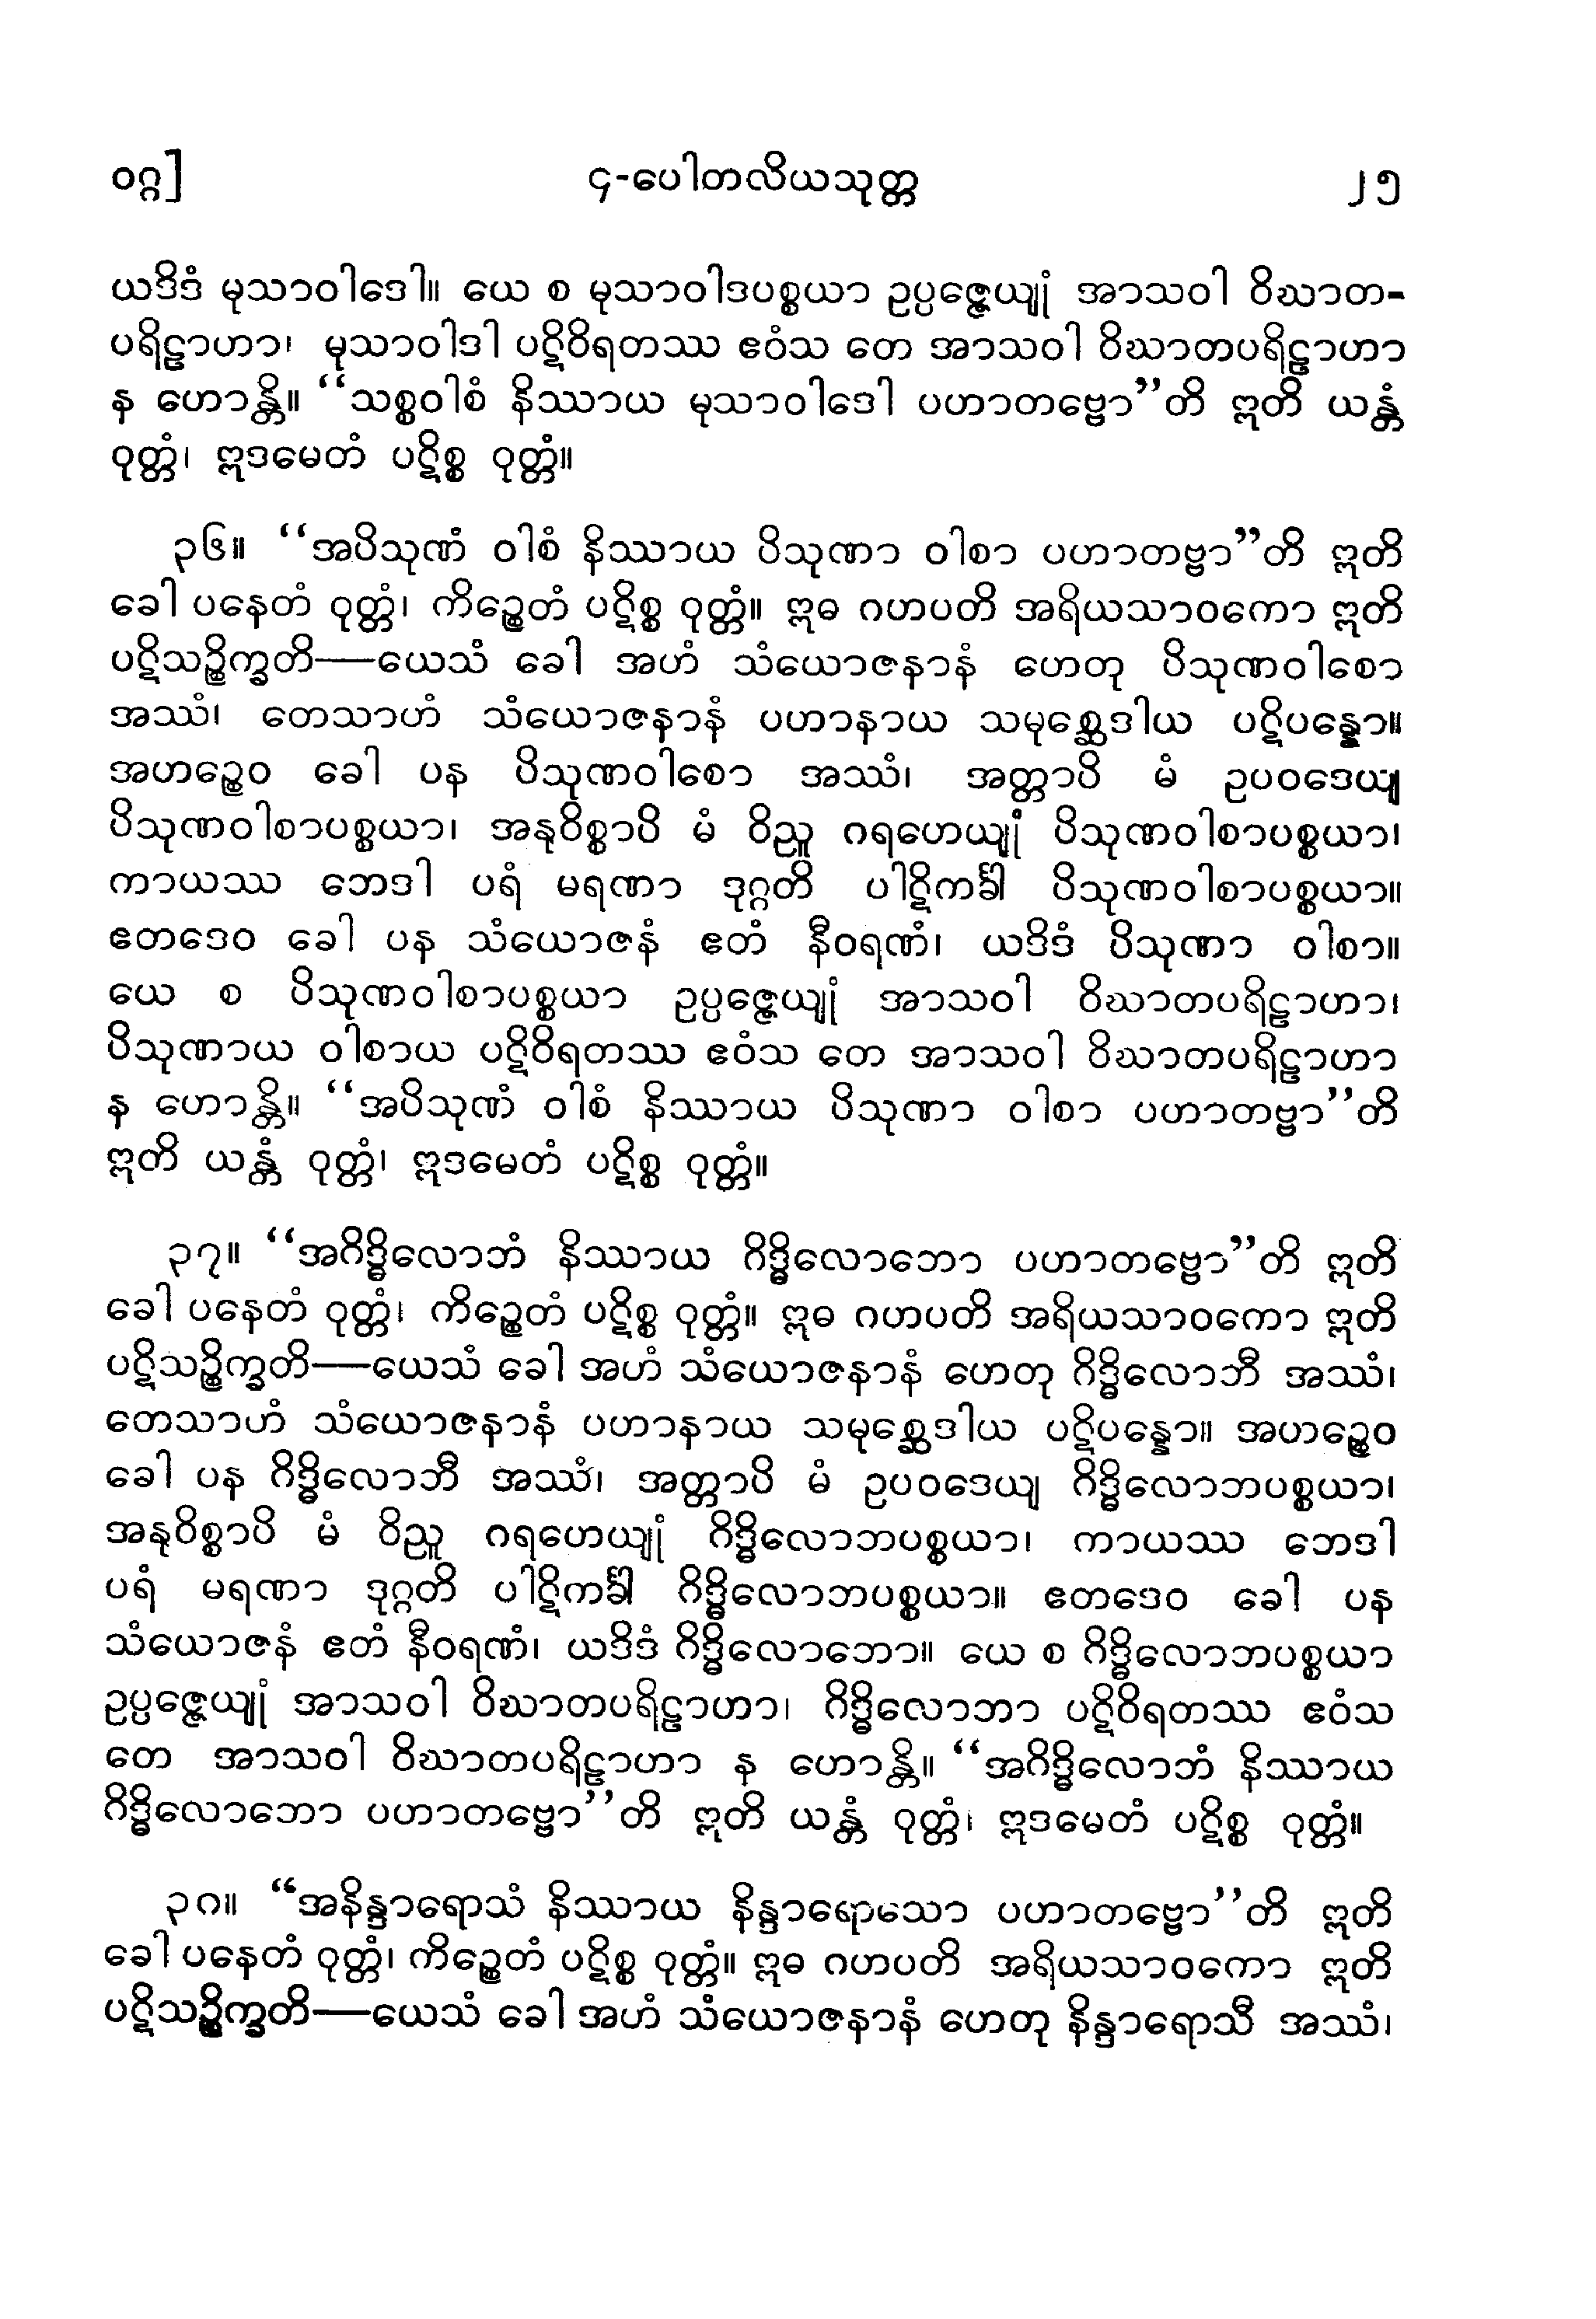 ဝဂ္ဂ] ၄-ပေါတလိယသုတ္တ ၂၅
ယဒိဒံ မုသာဝါဒေါ။ ယေ စ မုသာဝါဒပစ္စယာ ဥပ္ပဇ္ဇေယျုံ အာသဝါ ဝိဃာတ-
ပရိဠာဟာ၊ မုသာဝါဒါ ပဋိဝိရတဿ ဧဝံသ တေ အာသဝါ ဝိဃာတပရိဠာဟာ
န ဟောန္တိ။ “သစ္စဝါစံ နိဿာယ မုသာဝါဒေါ ပဟာတဗ္ဗော”တိ ဣတိ ယန္တံ
ဝုတ္တံ၊ ဣဒမေတံ ပဋိစ္စ ဝုတ္တံ။
၃၆။ “အပိသုဏံ ဝါစံ နိဿာယ ပိသုဏာ ဝါစာ ပဟာတဗ္ဗာ”တိ ဣတိ
ခေါ ပနေတံ ဝုတ္တံ၊ ကိဉ္စေတံ ပဋိစ္စ ဝုတ္တံ။ ဣဓ ဂဟပတိ အရိယသာဝကော ဣတိ
ပဋိသဉ္စိက္ခတိ—ယေသံ ခေါ အဟံ သံယောဇနာနံ ဟေတု ပိသုဏဝါစော
အဿံ၊ တေသာဟံ သံယောဇနာနံ ပဟာနာယ သမုစ္ဆေဒါယ ပဋိပန္နော။
အဟဉ္စေဝ ခေါ ပန ပိသုဏဝါစော အဿံ၊ အတ္တာပိ မံ ဥပဝဒေယျ
ပိသုဏဝါစာပစ္စယာ၊ အနုဝိစ္စာပိ မံ ဝိညူ ဂရဟေယျုံ ပိသုဏဝါစာပစ္စယာ၊
ကာယဿ ဘေဒါ ပရံ မရဏာ ဒုဂ္ဂတိ ပါဋိကင်္ခါ ပိသုဏဝါစာပစ္စယာ။
ဧတဒေဝ ခေါ ပန သံယောဇနံ ဧတံ နီဝရဏံ၊ ယဒိဒံ ပိသုဏာ ဝါစာ။
ယေ စ ပိသုဏဝါစာပစ္စယာ ဥပ္ပဇ္ဇေယျုံ အာသဝါ ဝိဃာတပရိဠာဟာ၊
ပိသုဏာယ ဝါစာယ ပဋိဝိရတဿ ဧဝံသ တေ အာသဝါ ဝိဃာတပရိဠာဟာ
န ဟောန္တိ။ “အပိသုဏံ ဝါစံ နိဿာယ ပိသုဏာ ဝါစာ ပဟာတဗ္ဗာ”တိ
ဣတိ ယန္တံ ဝုတ္တံ၊ ဣဒမေတံ ပဋိစ္စ ဝုတ္တံ။
၃၇။ “အဂိဒ္ဓိလောဘံ နိဿာယ ဂိဒ္ဓိလောဘော ပဟာတဗ္ဗော”တိ ဣတိ
ခေါ ပနေတံ ဝုတ္တံ၊ ကိဉ္စေတံ ပဋိစ္စ ဝုတ္တံ။ ဣဓ ဂဟပတိ အရိယသာဝကော ဣတိ
ပဋိသဉ္စိက္ခတိ—ယေသံ ခေါ အဟံ သံယောဇနာနံ ဟေတု ဂိဒ္ဓိလောဘီ အဿံ၊
တေသာဟံ သံယောဇနာနံ ပဟာနာယ သမုစ္ဆေဒါယ ပဋိပန္နော။ အဟဉ္စေဝ
ခေါ ပန ဂိဒ္ဓိလောဘီ အဿံ၊ အတ္တာပိ မံ ဥပဝဒေယျ ဂိဒ္ဓိလောဘပစ္စယာ၊
အနုဝိစ္စာပိ မံ ဝိညူ ဂရဟေယျုံ ဂိဒ္ဓိလောဘပစ္စယာ၊ ကာယဿ ဘေဒါ
ပရံ မရဏာ ဒုဂ္ဂတိ ပါဋိကင်္ခါ ဂိဒ္ဓိလောဘပစ္စယာ။ ဧတဒေဝ ခေါ ပန
သံယောဇနံ ဧတံ နီဝရဏံ၊ ယဒိဒံ ဂိဒ္ဓိလောဘော။ ယေ စ ဂိဒ္ဓိလောဘပစ္စယာ
ဥပ္ပဇ္ဇေယျုံ အာသဝါ ဝိဃာတပရိဠာဟာ၊ ဂိဒ္ဓိလောဘာ ပဋိဝိရတဿ ဧဝံသ
တေ အာသဝါ ဝိဃာတပရိဠာဟာ န ဟောန္တိ။ “အဂိဒ္ဓိလောဘံ နိဿာယ
ဂိဒ္ဓိလောဘော ပဟာတဗ္ဗော”တိ ဣတိ ယန္တံ ဝုတ္တံ၊ ဣဒမေတံ ပဋိစ္စ ဝုတ္တံ။
၃၈။ “အနိန္ဒာရောသံ နိဿာယ နိန္ဒာရောသော ပဟာတဗ္ဗော”တိ ဣတိ
ခေါ ပနေတံ ဝုတ္တံ၊ ကိဉ္စေတံ ပဋိစ္စ ဝုတ္တံ။ ဣဓ ဂဟပတိ အရိယသာဝကော ဣတိ
ပဋိသဉ္စိက္ခတိ—ယေသံ ခေါ အဟံ သံယောဇနာနံ ဟေတု နိန္ဒာရောသီ အဿံ၊